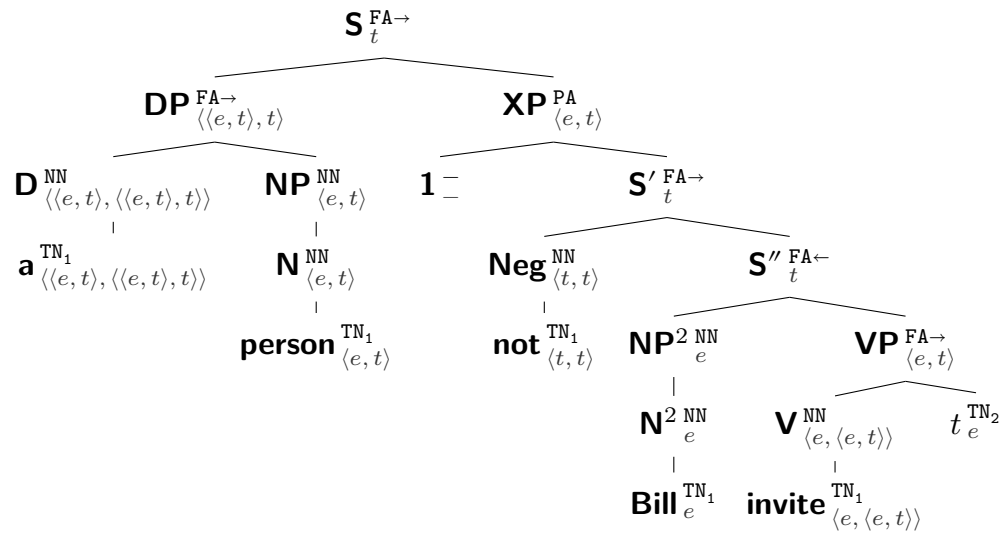 S FA→ t
DP FA→ ⟨⟨e, t⟩, t⟩ XP PA ⟨e, t⟩
D NN ⟨⟨e, t⟩, ⟨⟨e, t⟩, t⟩⟩ NP NN ⟨e, t⟩ 1 – – S′ FA→ t
a TN₁ ⟨⟨e, t⟩, ⟨⟨e, t⟩, t⟩⟩ N NN ⟨e, t⟩ Neg NN ⟨t, t⟩ S″ FA← t
person TN₁ ⟨e, t⟩ not TN₁ ⟨t, t⟩ NP² NN e VP FA→ ⟨e, t⟩
N² NN e V NN ⟨e, ⟨e, t⟩⟩ t TN₂ e
Bill TN₁ e invite TN₁ ⟨e, ⟨e, t⟩⟩